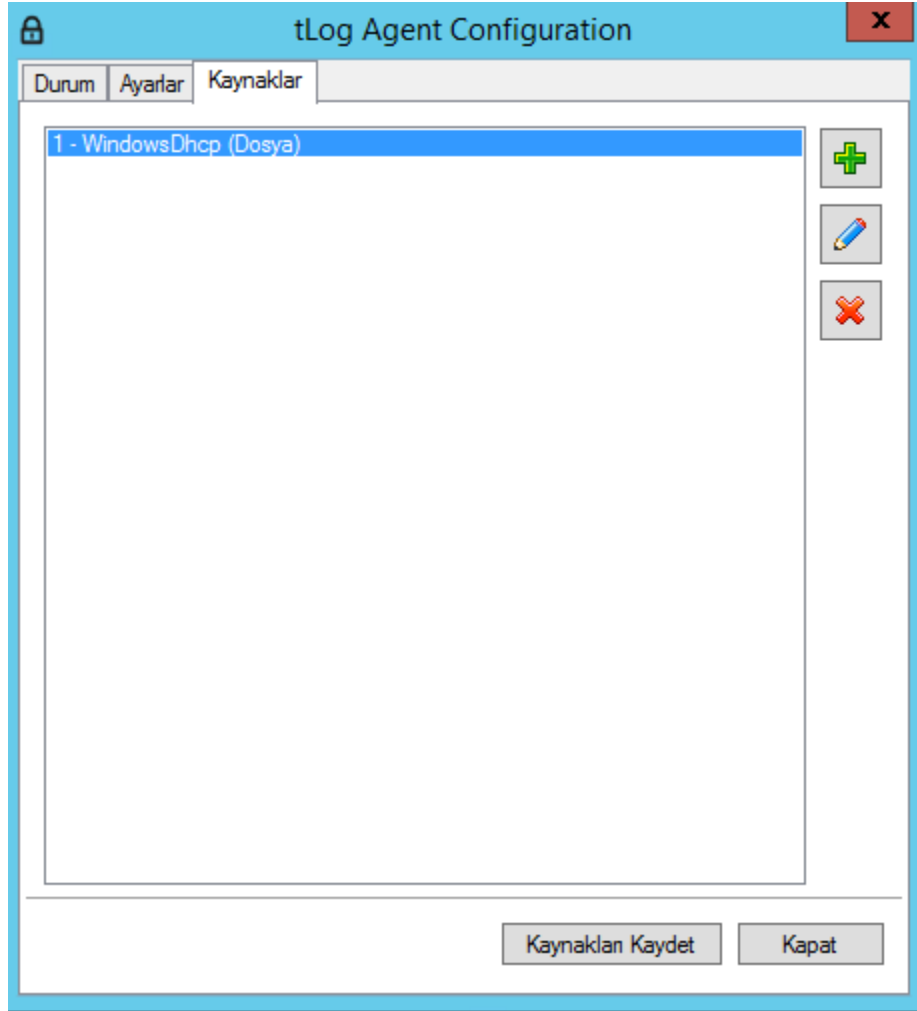 tLog Agent Configuration
x
Durum Ayarlar Kaynaklar
1 - WindowsDhcp (Dosya)
Kaynakları Kaydet Kapat